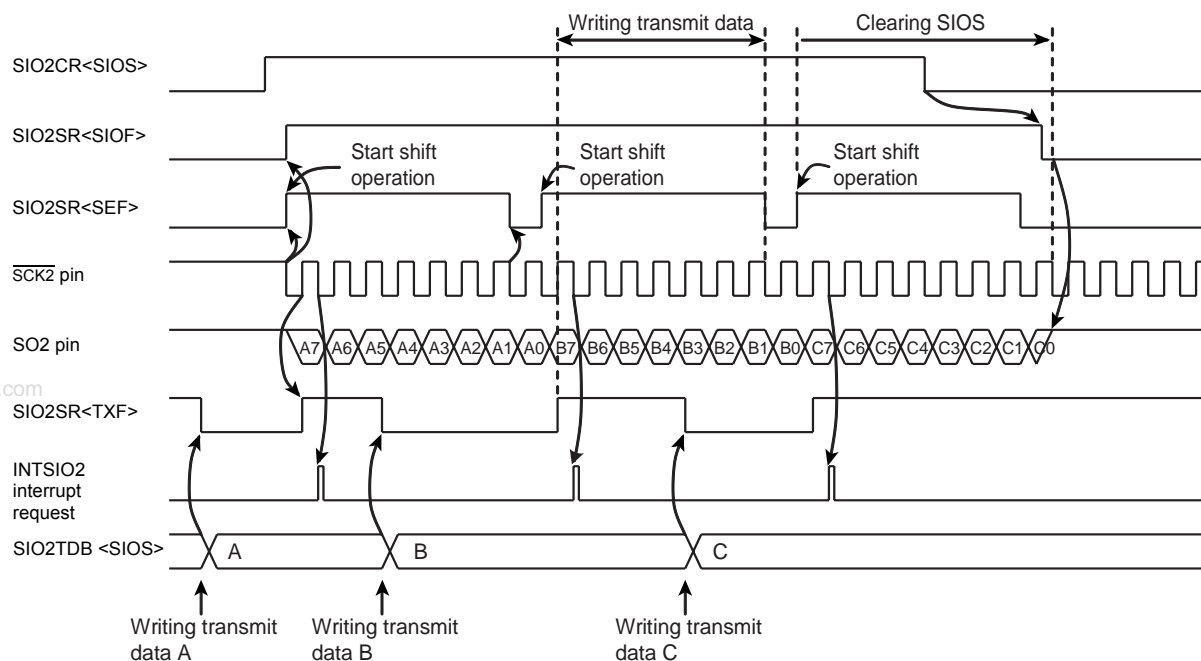 Writing transmit data
Clearing SIOS
SIO2CR<SIOS>
SIO2SR<SIOF>
Start shift
operation
Start shift
operation
Start shift
operation
SIO2SR<SEF>
SCK2 pin
SO2 pin
A7 A6 A5 A4 A3 A2 A1 A0 B7 B6 B5 B4 B3 B2 B1 B0 C7 C6 C5 C4 C3 C2 C1 C0
.com
SIO2SR<TXF>
INTSIO2
interrupt
request
SIO2TDB <SIOS>
A
B
C
Writing transmit
data A
Writing transmit
data B
Writing transmit
data C